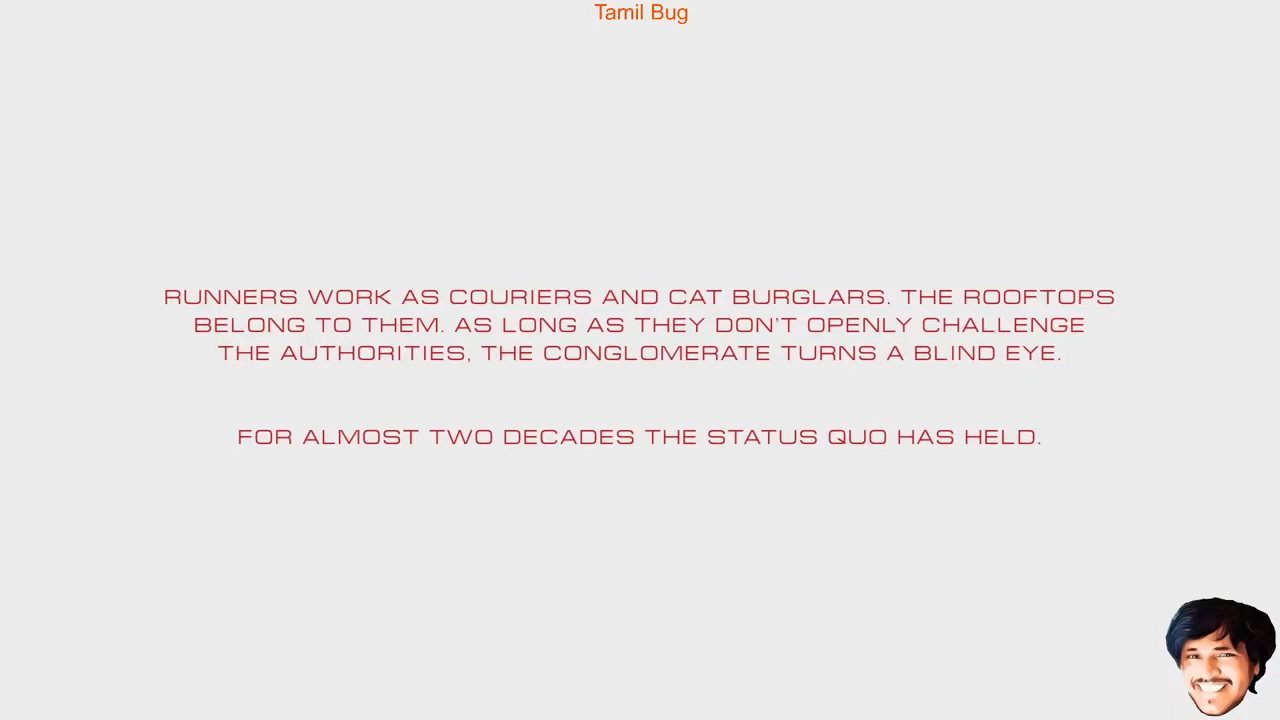 Tamil Bug
RUNNERS WORK AS COURIERS AND CAT BURGLARS. THE ROOFTOPS
BELONG TO THEM. AS LONG AS THEY DON'T OPENLY CHALLENGE
THE AUTHORITIES, THE CONGLOMERATE TURNS A BLIND EYE.
FOR ALMOST TWO DECADES THE STATUS QUO HAS HELD.